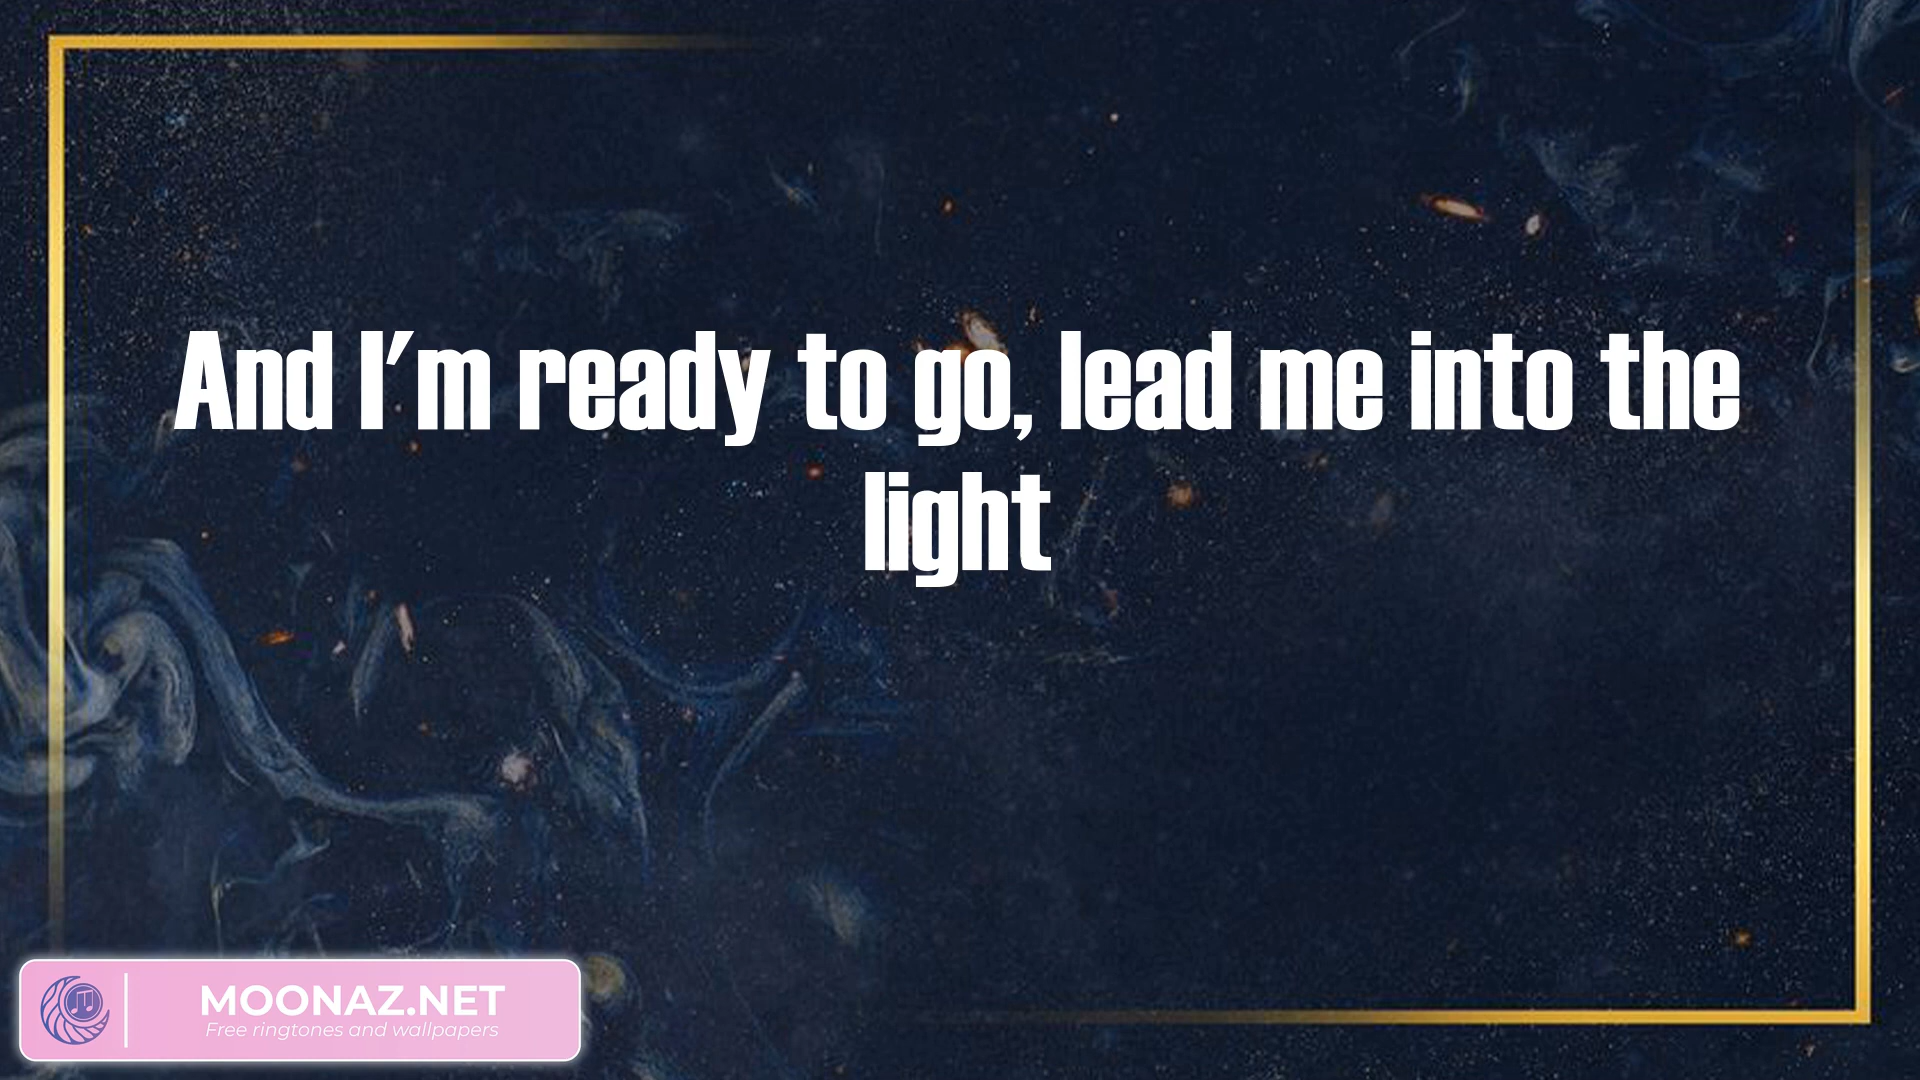 And I'm ready to go, lead me into the
light
MOONAZ.NET
Free ringtones and wallpapers